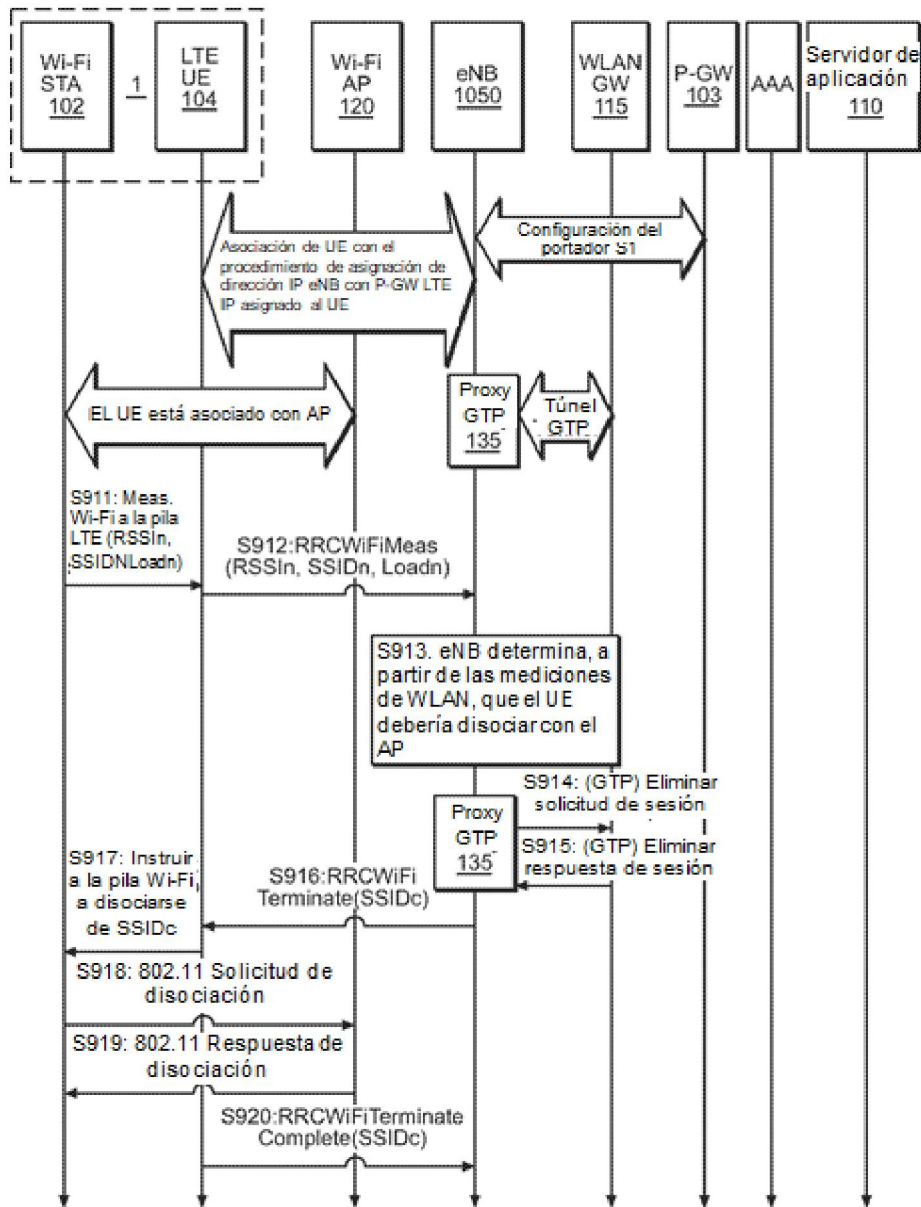 Wi-Fi
STA
102
1
LTE
UE
104
Wi-Fi
AP
120
eNB
1050
WLAN
GW
115
P-GW
103
AAA
Servidor de
aplicación
110
Configuración del
portador S1
Asociación de UE con el
procedimiento de asignación de
dirección IP eNB con P-GW LTE
IP asignado al UE
EL UE está asociado con AP
Proxy
GTP
135
Túnel
GTP
S911: Meas.
Wi-Fi a la pila
LTE (RSSIn,
SSIDNLoadn)
S912:RRCWiFiMeas
(RSSIn, SSIDn, Loadn)
S913. eNB determina, a
partir de las mediciones
de WLAN, que el UE
debería disociar con el
AP
S914: (GTP) Eliminar
solicitud de sesión
Proxy
GTP
135
S915: (GTP) Eliminar
respuesta de sesión
S917: Instruir
a la pila Wi-Fi
a disociarse
de SSIDc
S916:RRCWiFi
Terminate(SSIDc)
S918: 802.11 Solicitud de
disociación
S919: 802.11 Respuesta de
disociación
S920:RRCWiFiTerminate
Complete(SSIDc)